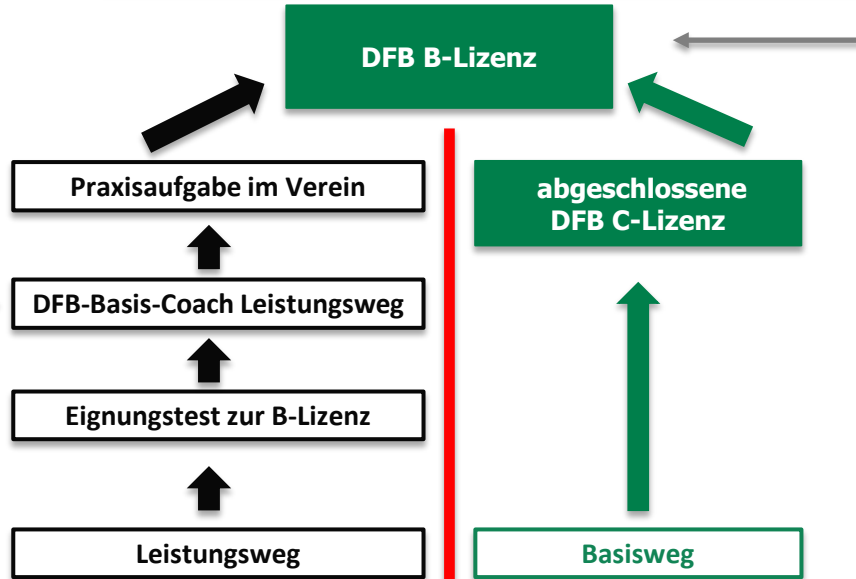 DFB B-Lizenz
Praxisaufgabe im Verein
DFB-Basis-Coach Leistungsweg
Eignungstest zur B-Lizenz
Leistungsweg
abgeschlossene
DFB C-Lizenz
Basisweg